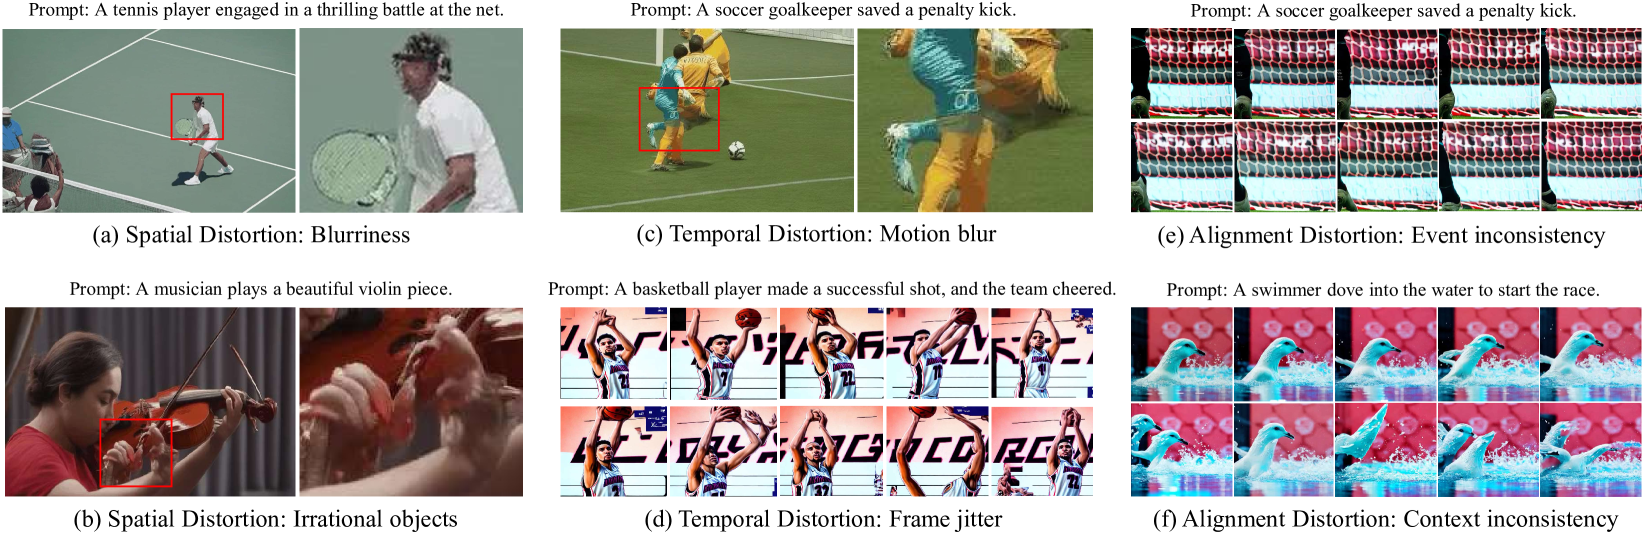 Prompt: A tennis player engaged in a thrilling battle at the net.
(a) Spatial Distortion: Blurriness
Prompt: A soccer goalkeeper saved a penalty kick.
(c) Temporal Distortion: Motion blur
Prompt: A soccer goalkeeper saved a penalty kick.
(e) Alignment Distortion: Event inconsistency
Prompt: A musician plays a beautiful violin piece.
(b) Spatial Distortion: Irrational objects
Prompt: A basketball player made a successful shot, and the team cheered.
(d) Temporal Distortion: Frame jitter
Prompt: A swimmer dove into the water to start the race.
(f) Alignment Distortion: Context inconsistency